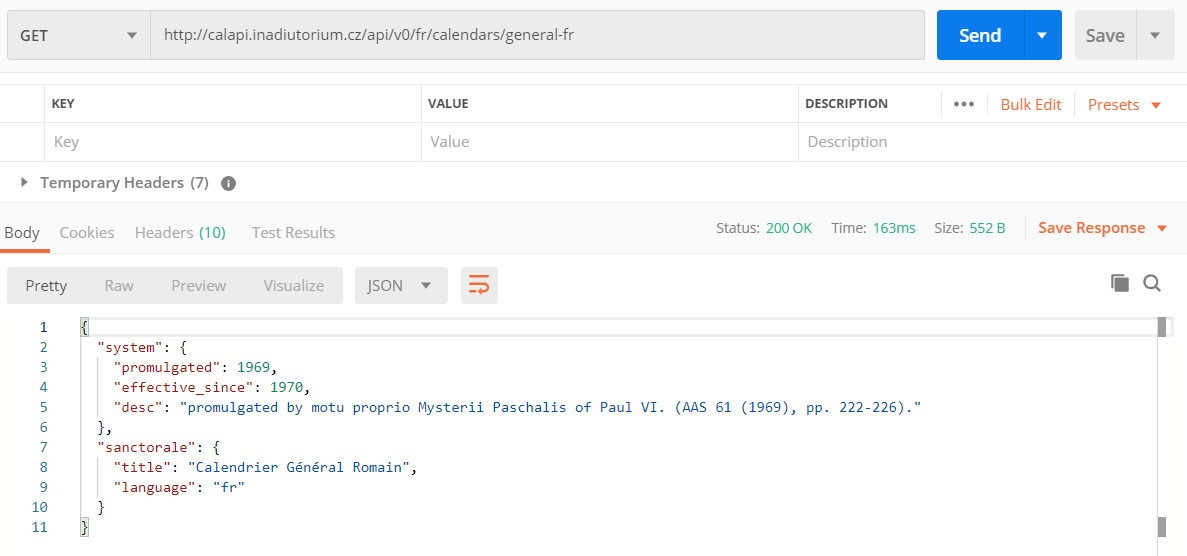 GET http://calapi.inadiutorium.cz/api/v0/fr/calendars/general-fr Send Save
KEY VALUE DESCRIPTION ••• Bulk Edit Presets
Key Value Description
Temporary Headers (7) i
Body Cookies Headers (10) Test Results Status: 200 OK Time: 163ms Size: 552 B Save Response
Pretty Raw Preview Visualize JSON
1 {
2 "system": {
3 "promulgated": 1969,
4 "effective_since": 1970,
5 "desc": "promulgated by motu proprio Mysterii Paschalis of Paul VI. (AAS 61 (1969), pp. 222-226)."
6 },
7 "sanctorale": {
8 "title": "Calendrier Général Romain",
9 "language": "fr"
10 }
11 }